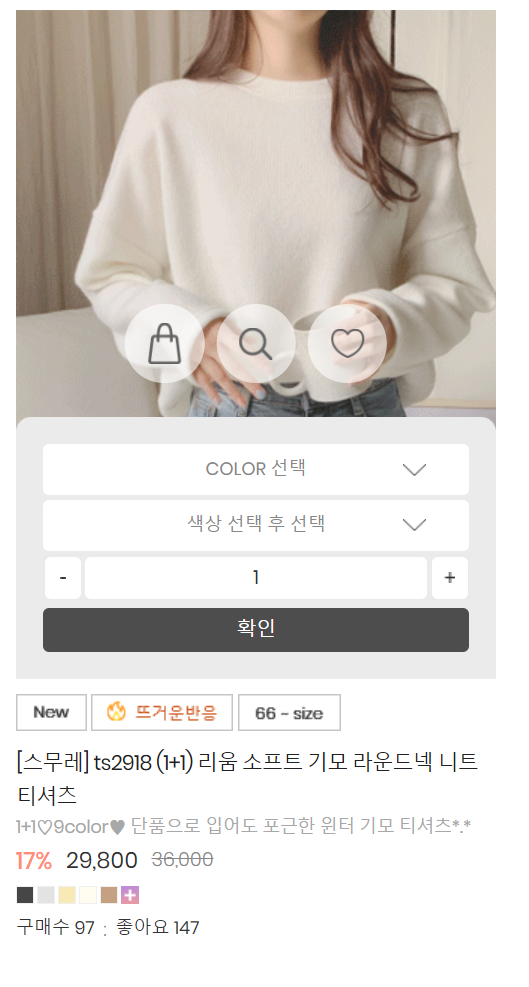 COLOR 선택
색상 선택 후 선택
- 1 +
확인
New 뜨거운반응 66 ~ size
[스무레] ts2918 (1+1) 리움 소프트 기모 라운드넥 니트
티셔츠
1+1♡9color♥ 단품으로 입어도 포근한 윈터 기모 티셔츠*.*
17% 29,800 36,000
구매수 97 : 좋아요 147